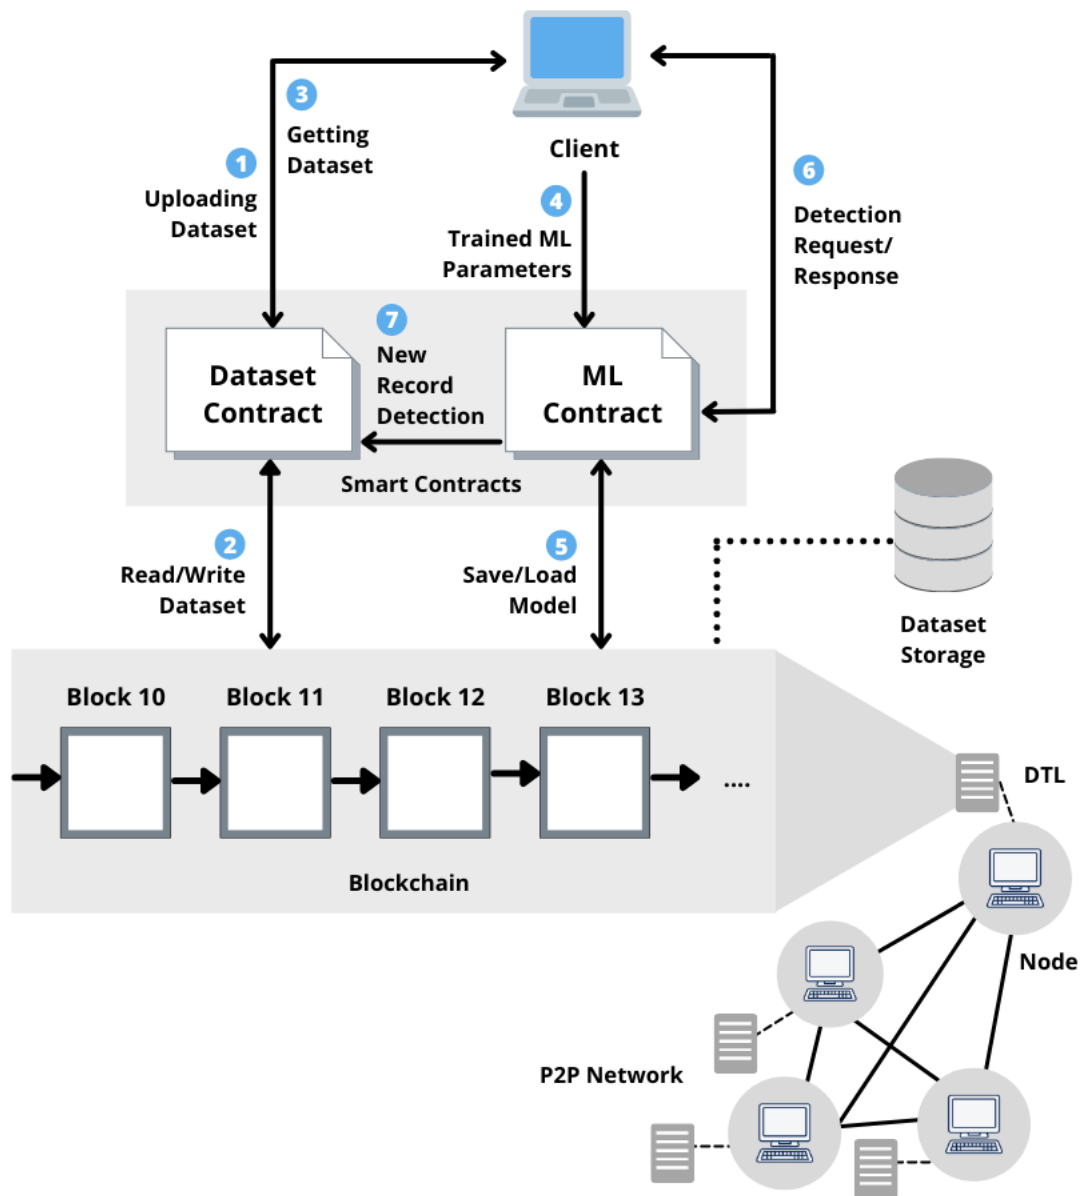 Client
3
Getting
Dataset
1
Uploading
Dataset
4
Trained ML
Parameters
6
Detection
Request/
Response
7
New
Record
Detection
Dataset
Contract
ML
Contract
Smart Contracts
2
Read/Write
Dataset
5
Save/Load
Model
Dataset
Storage
Block 10
Block 11
Block 12
Block 13
....
Blockchain
DTL
Node
P2P Network